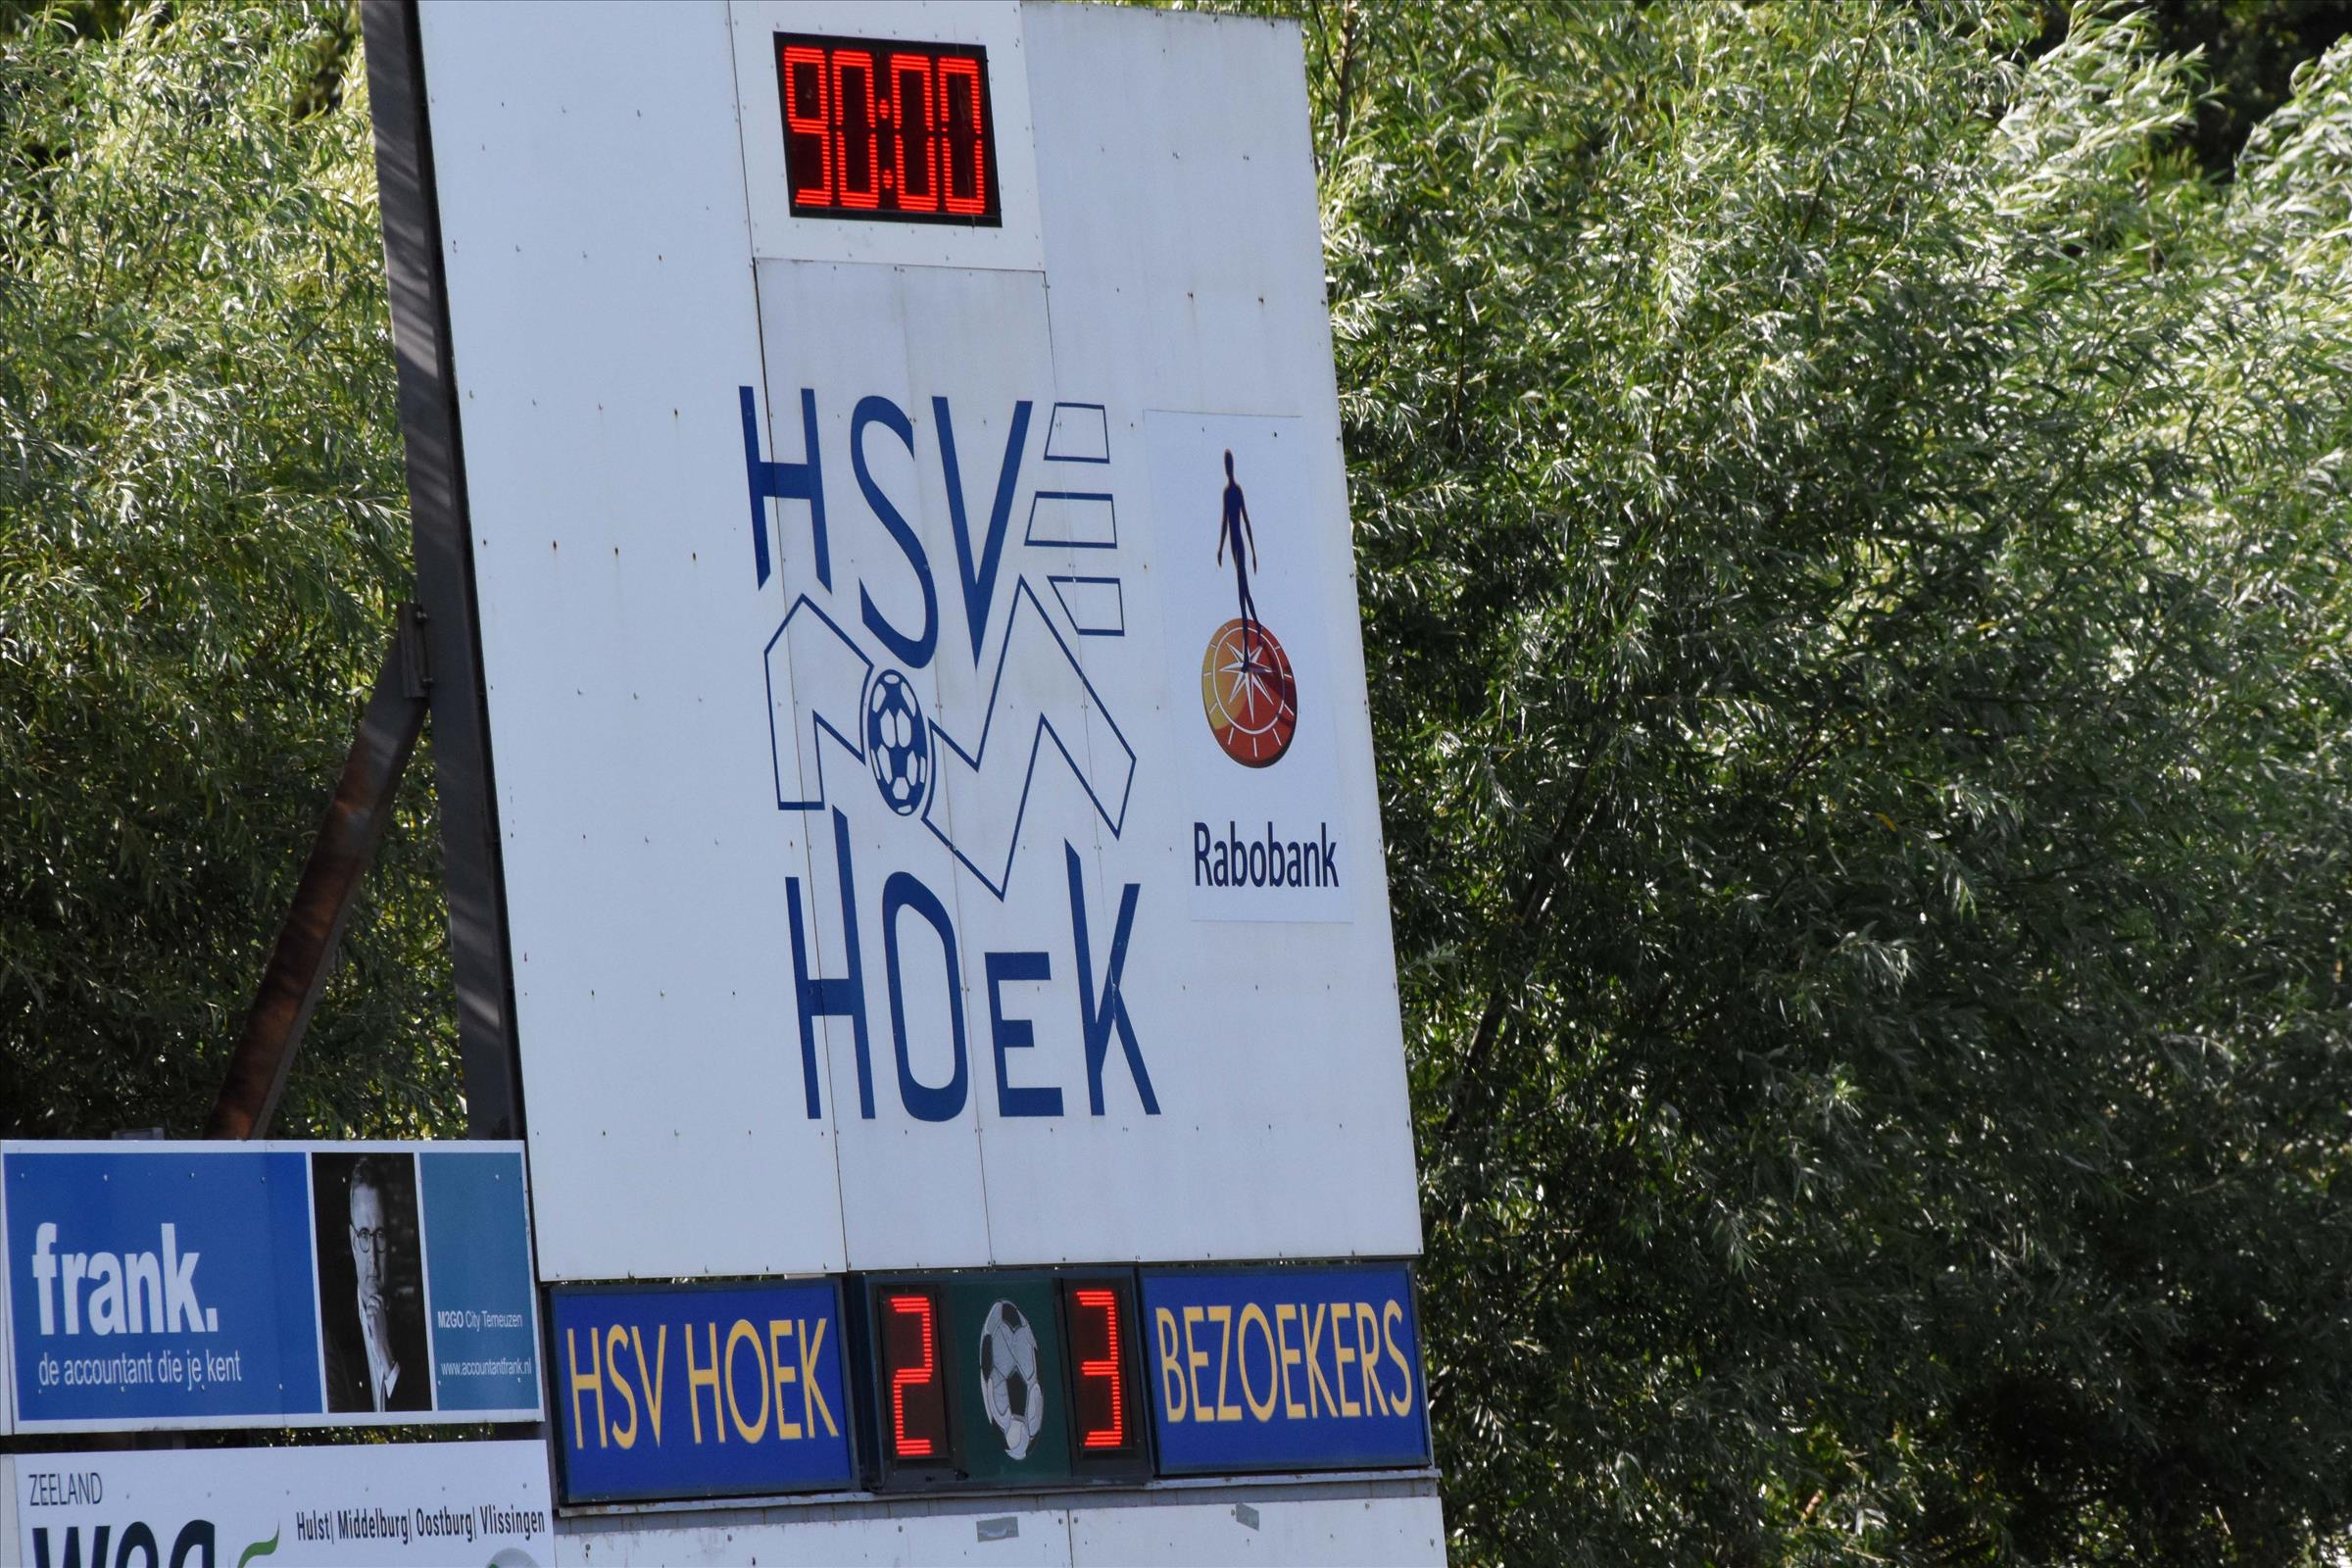 90:00
HSV
HOEK
Rabobank
frank.
de accountant die je kent
M2GO City Terneuzen
www.accountantfrank.nl
HSV HOEK
2
3
BEZOEKERS
ZEELAND
Hulst| Middelburg| Oostburg| Vlissingen